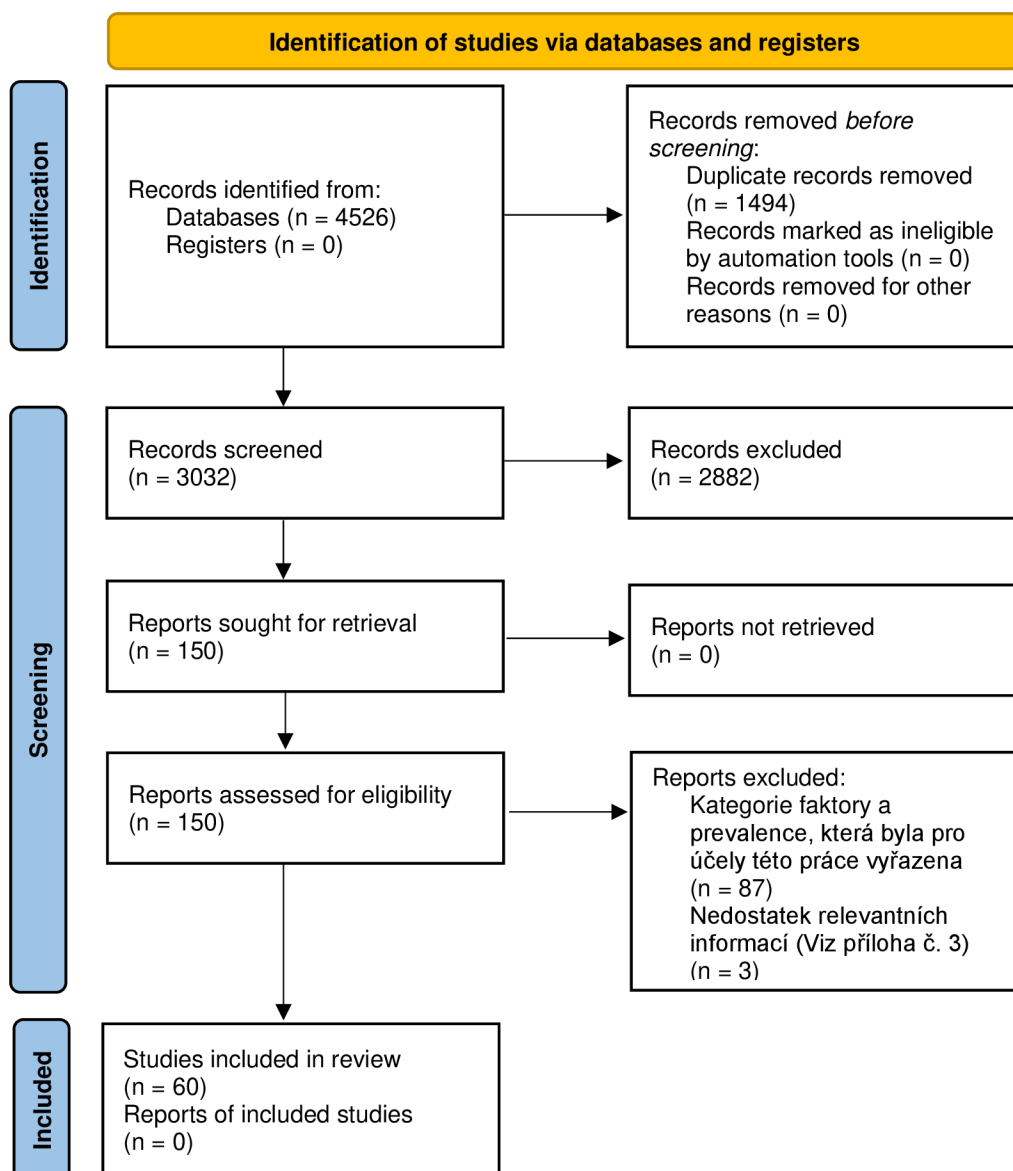 Identification of studies via databases and registers
Identification
Records identified from:
Databases (n = 4526)
Registers (n = 0)
Records removed before
screening:
Duplicate records removed
(n = 1494)
Records marked as ineligible
by automation tools (n = 0)
Records removed for other
reasons (n = 0)
Screening
Records screened
(n = 3032)
Records excluded
(n = 2882)
Reports sought for retrieval
(n = 150)
Reports not retrieved
(n = 0)
Reports assessed for eligibility
(n = 150)
Reports excluded:
Kategorie faktory a
prevalence, která byla pro
účely této práce vyřazena
(n = 87)
Nedostatek relevantních
informací (Viz příloha č. 3)
(n = 3)
Included
Studies included in review
(n = 60)
Reports of included studies
(n = 0)